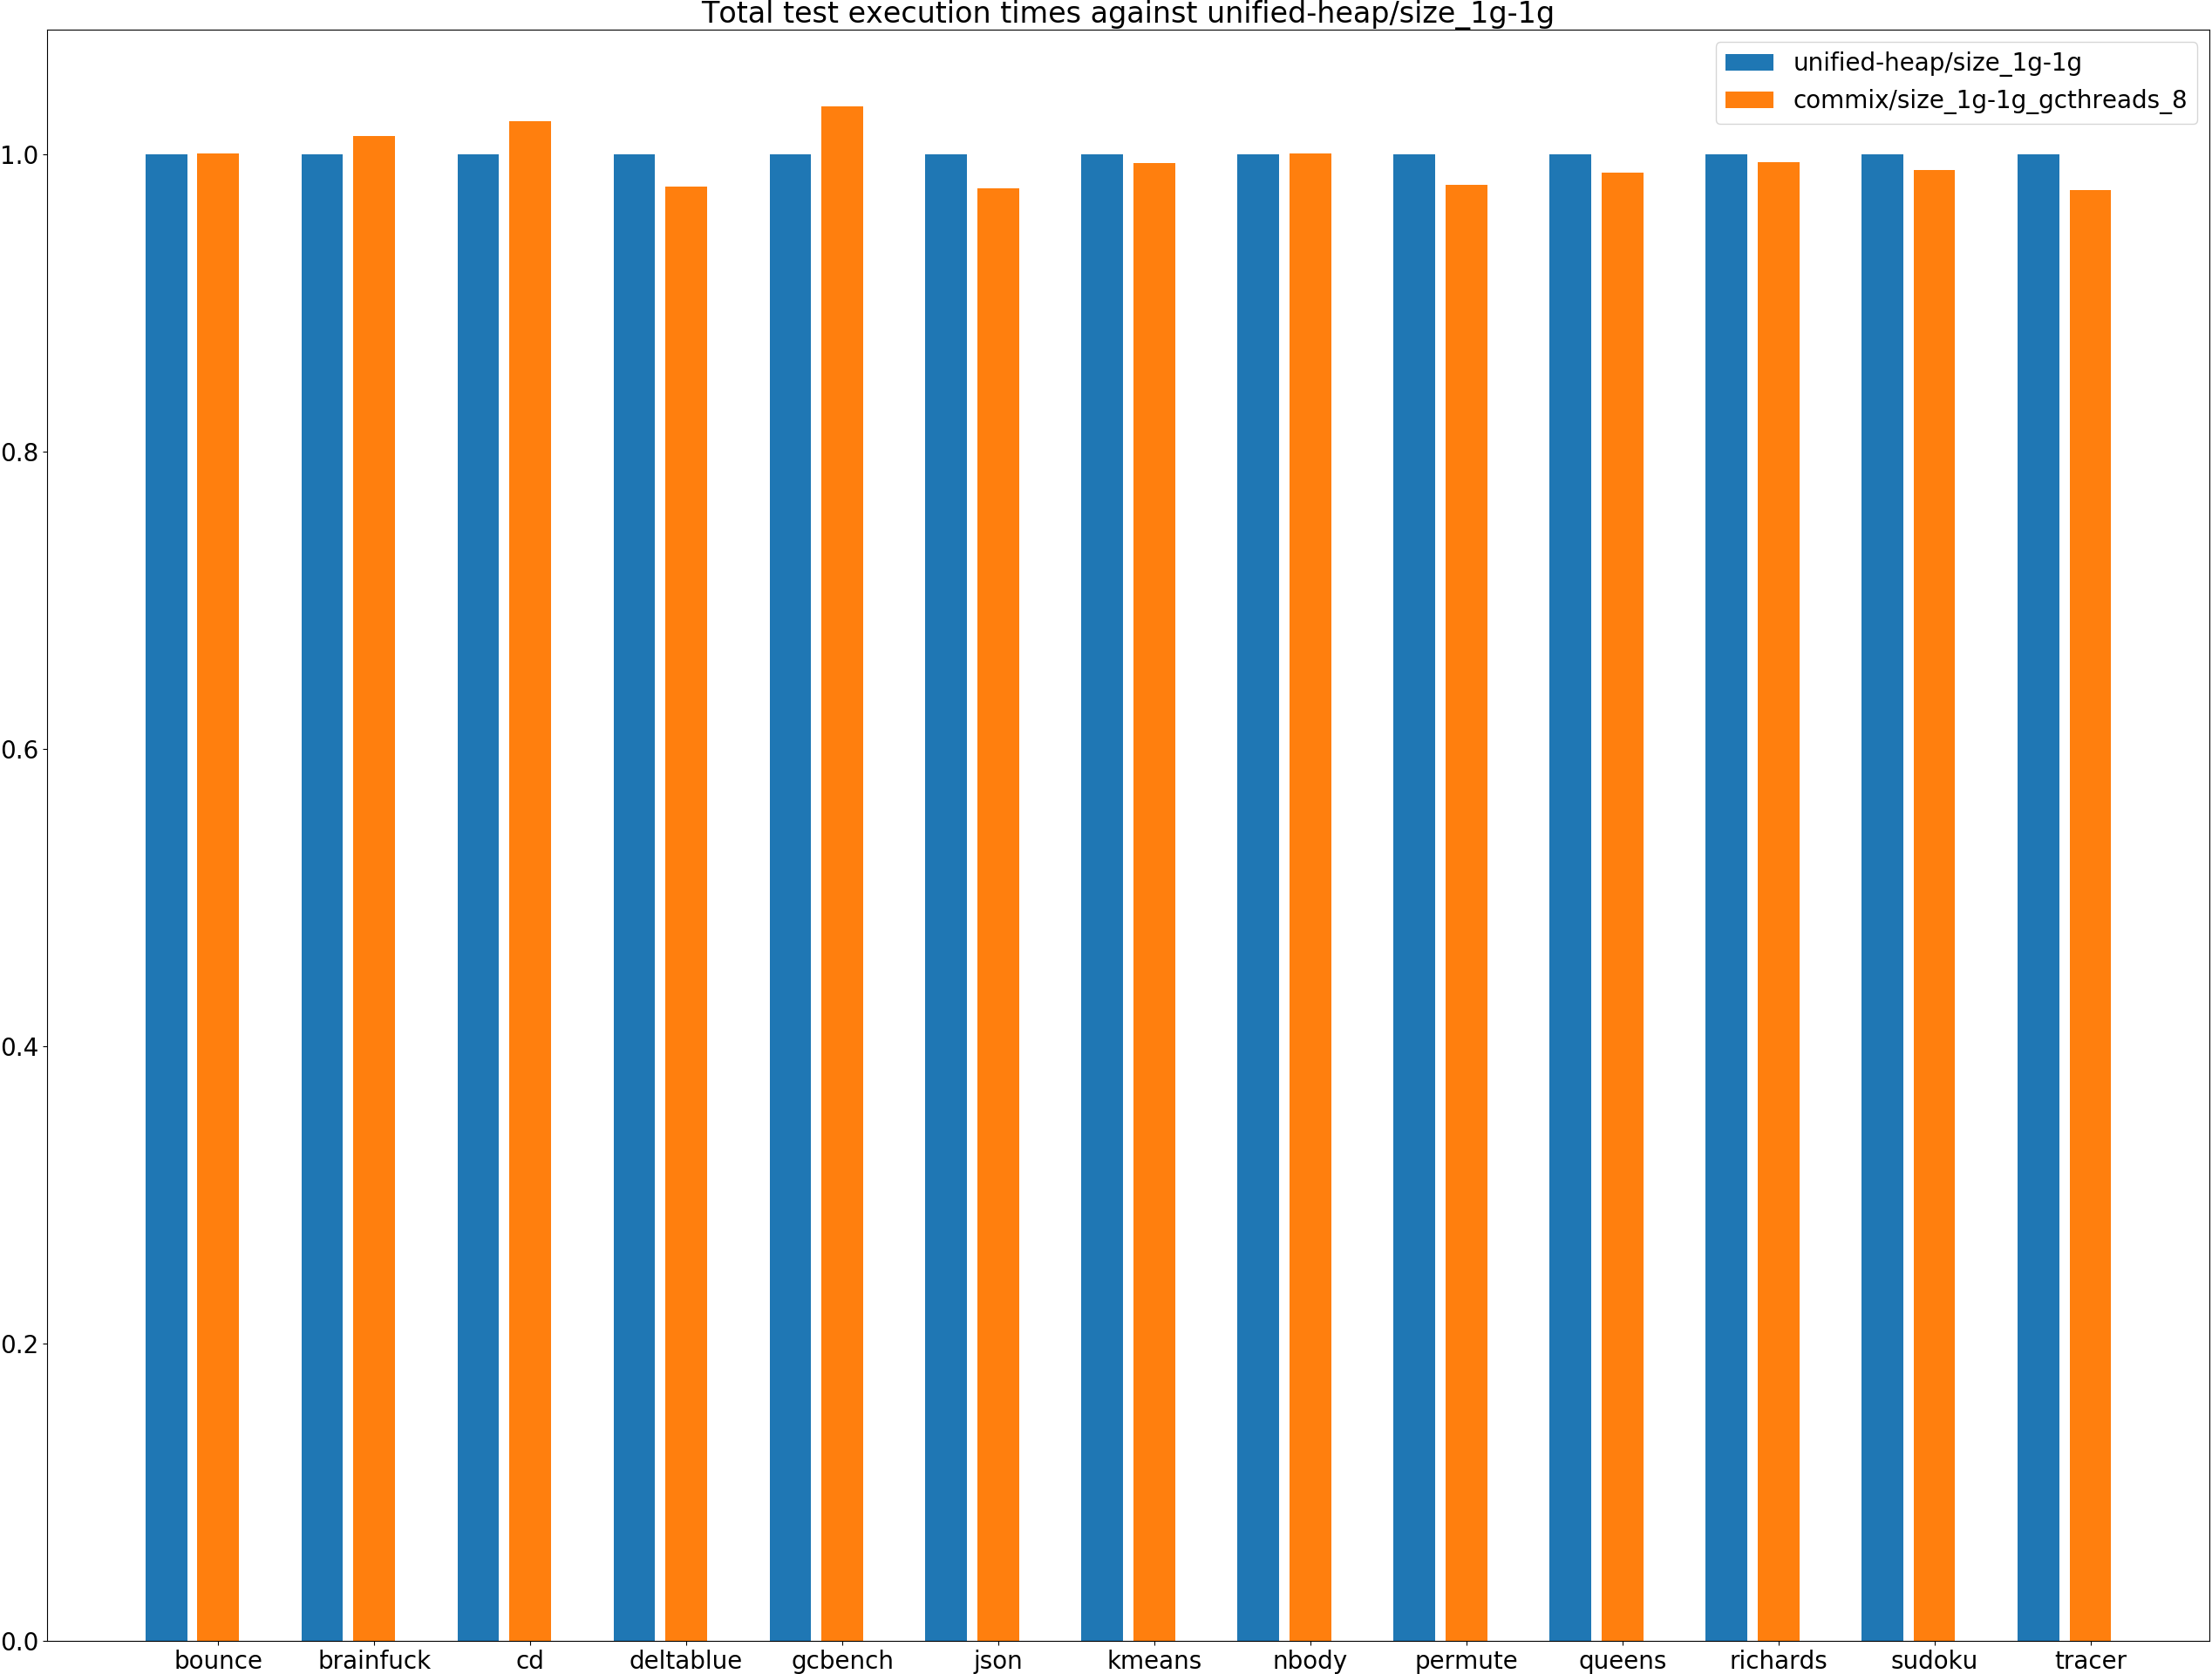 Total test execution times against unified-heap/size_1g-1g
unified-heap/size_1g-1g
commix/size_1g-1g_gcthreads_8
1.0
0.8
0.6
0.4
0.2
0.0
bounce brainfuck cd deltablue gcbench json kmeans nbody permute queens richards sudoku tracer